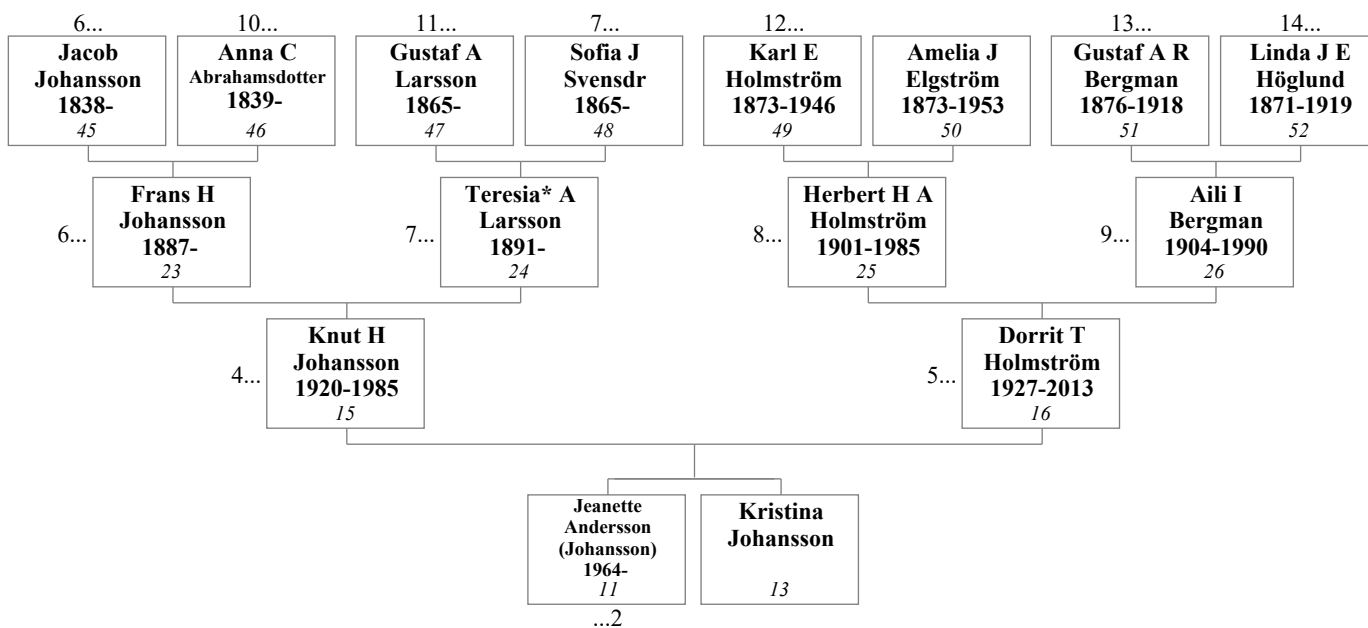 6...
10...
11...
7...
12...
13...
14...
Jacob
Johansson
1838-
45
Anna C
Abrahamsdotter
1839-
46
Gustaf A
Larsson
1865-
47
Sofia J
Svensdr
1865-
48
Karl E
Holmström
1873-1946
49
Amelia J
Elgström
1873-1953
50
Gustaf A R
Bergman
1876-1918
51
Linda J E
Höglund
1871-1919
52
6...
Frans H
Johansson
1887-
23
7...
Teresia* A
Larsson
1891-
24
8...
Herbert H A
Holmström
1901-1985
25
9...
Aili I
Bergman
1904-1990
26
4...
Knut H
Johansson
1920-1985
15
5...
Dorrit T
Holmström
1927-2013
16
Jeanette
Andersson
(Johansson)
1964-
11
Kristina
Johansson
13
...2